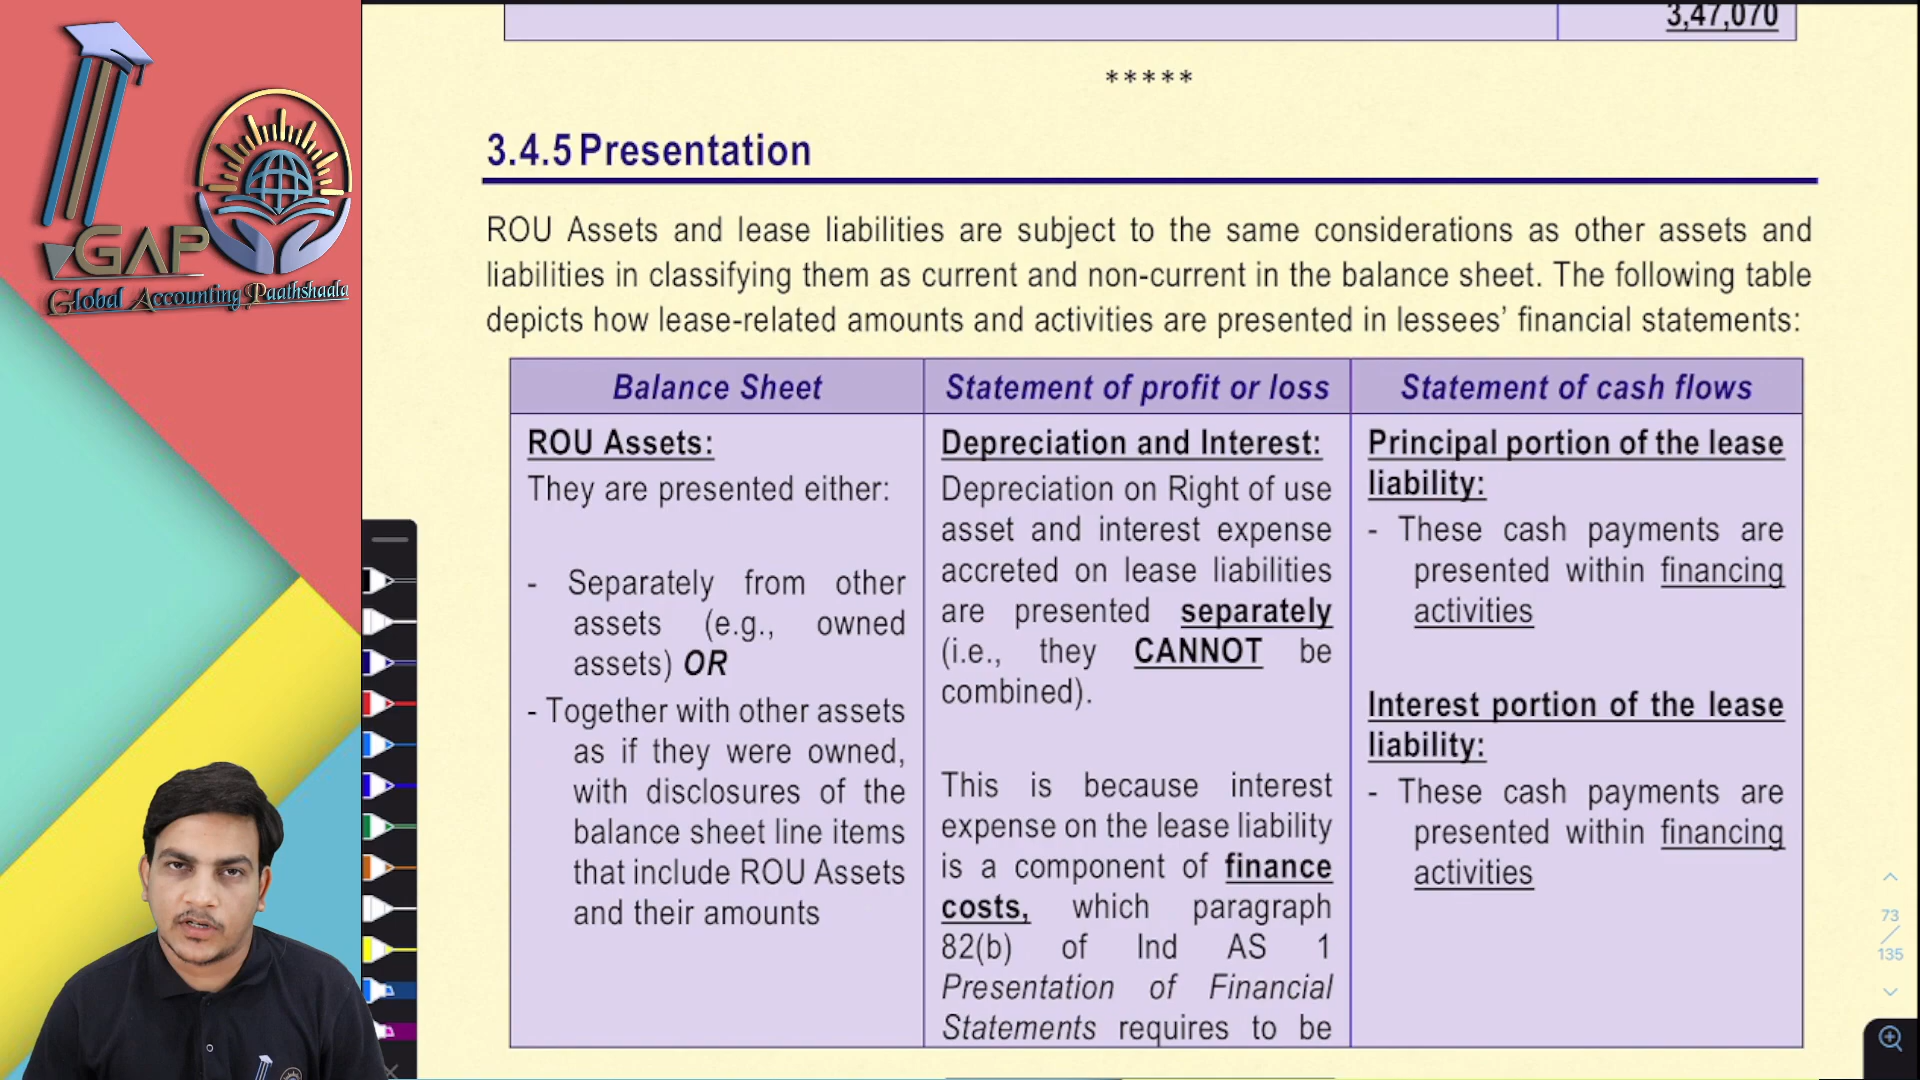 GAP
Global Accounting Paathshaala
3,47,070
*****
3.4.5 Presentation
ROU Assets and lease liabilities are subject to the same considerations as other assets and
liabilities in classifying them as current and non-current in the balance sheet. The following table
depicts how lease-related amounts and activities are presented in lessees’ financial statements:
Balance Sheet
ROU Assets:
They are presented either:
- Separately from other
assets (e.g., owned
assets) OR
- Together with other assets
as if they were owned,
with disclosures of the
balance sheet line items
that include ROU Assets
and their amounts
Statement of profit or loss
Depreciation and Interest:
Depreciation on Right of use
asset and interest expense
accreted on lease liabilities
are presented separately
(i.e., they CANNOT be
combined).
This is because interest
expense on the lease liability
is a component of finance
costs, which paragraph
82(b) of Ind AS 1
Presentation of Financial
Statements requires to be
Statement of cash flows
Principal portion of the lease
liability:
- These cash payments are
presented within financing
activities
Interest portion of the lease
liability:
- These cash payments are
presented within financing
activities
73
/
135